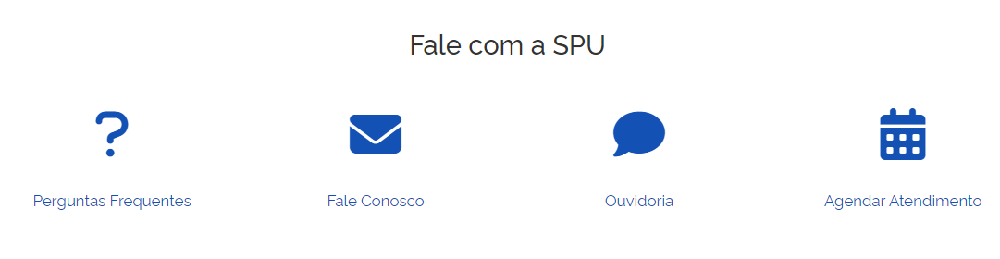 Fale com a SPU
Perguntas Frequentes
Fale Conosco
Ouvidoria
Agendar Atendimento